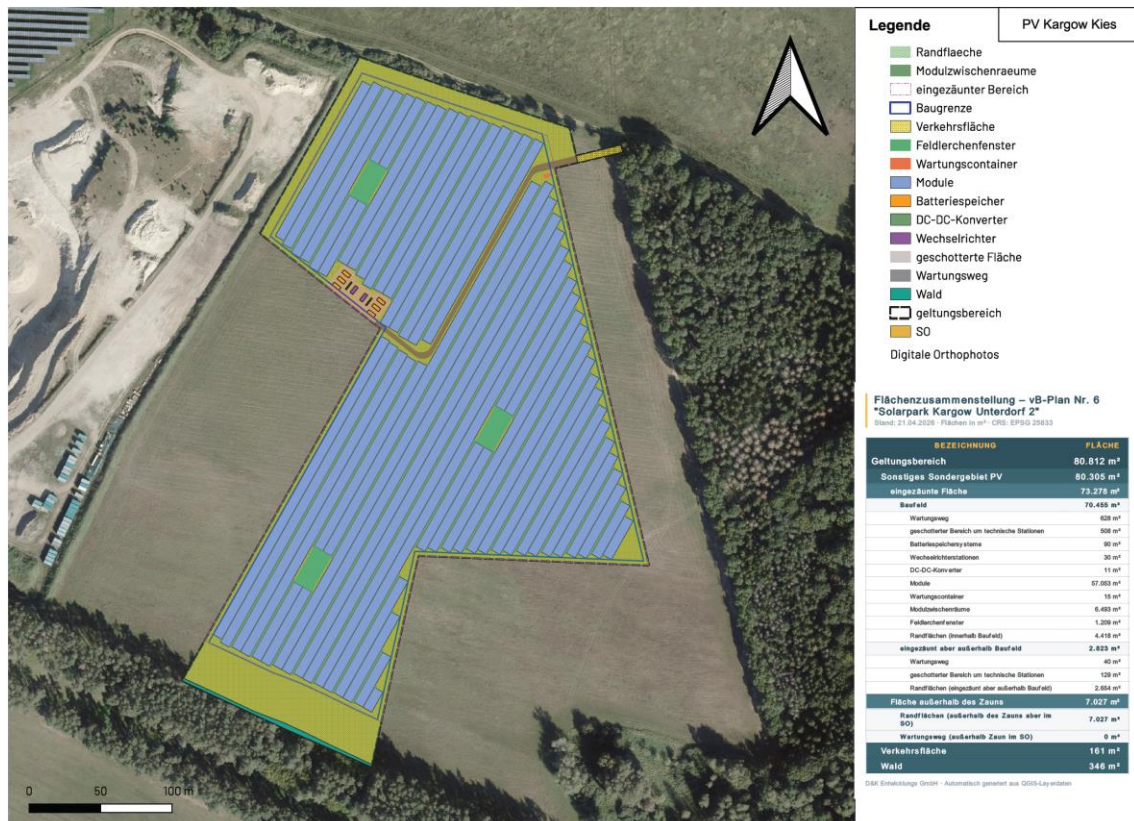 Legende
PV Kargow Kies
Randflaeche
Modulzwischenraeume
eingezäunter Bereich
Baugrenze
Verkehrsfläche
Feldlerchenfenster
Wartungscontainer
Module
Batteriespeicher
DC-DC-Konverter
Wechselrichter
geschotterte Fläche
Wartungsweg
Wald
geltungsbereich
SO
Digitale Orthophotos
Flächenzusammenstellung – vB-Plan Nr. 6
"Solarpark Kargow Unterdorf 2"
Stand: 21.04.2026 · Flächen in m² · CRS: EPSG 25833
BEZEICHNUNG FLÄCHE
Geltungsbereich 80.812 m²
Sonstiges Sondergebiet PV 80.305 m²
eingezäunte Fläche 73.278 m²
Baufeld 70.455 m²
Wartungsweg 628 m²
geschotterter Bereich um technische Stationen 508 m²
Batteriespeichersystems 90 m²
Wechselrichterstationen 30 m²
DC-DC-Konverter 11 m²
Module 57.053 m²
Wartungscontainer 15 m²
Modulzwischenräume 6.493 m²
Feldlerchenfenster 1.209 m²
Randflächen (innerhalb Baufeld) 4.418 m²
eingezäunt aber außerhalb Baufeld 2.823 m²
Wartungsweg 40 m²
geschotterter Bereich um technische Stationen 129 m²
Randflächen (eingezäunt aber außerhalb Baufeld) 2.654 m²
Fläche außerhalb des Zauns 7.027 m²
Randflächen (außerhalb des Zauns aber im
SO) 7.027 m²
Wartungsweg (außerhalb Zaun im SO) 0 m²
Verkehrsfläche 161 m²
Wald 346 m²
D&K Entwicklungs GmbH · Automatisch generiert aus QGIS-Layerdaten
0 50 100 m